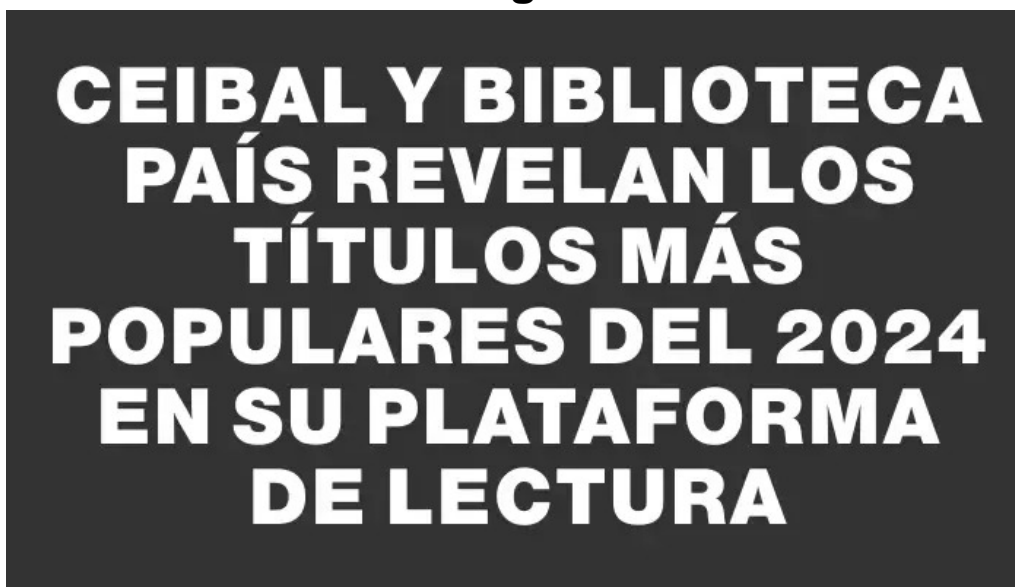 CEIBAL Y BIBLIOTECA
PAÍS REVELAN LOS
TÍTULOS MÁS
POPULARES DEL 2024
EN SU PLATAFORMA
DE LECTURA